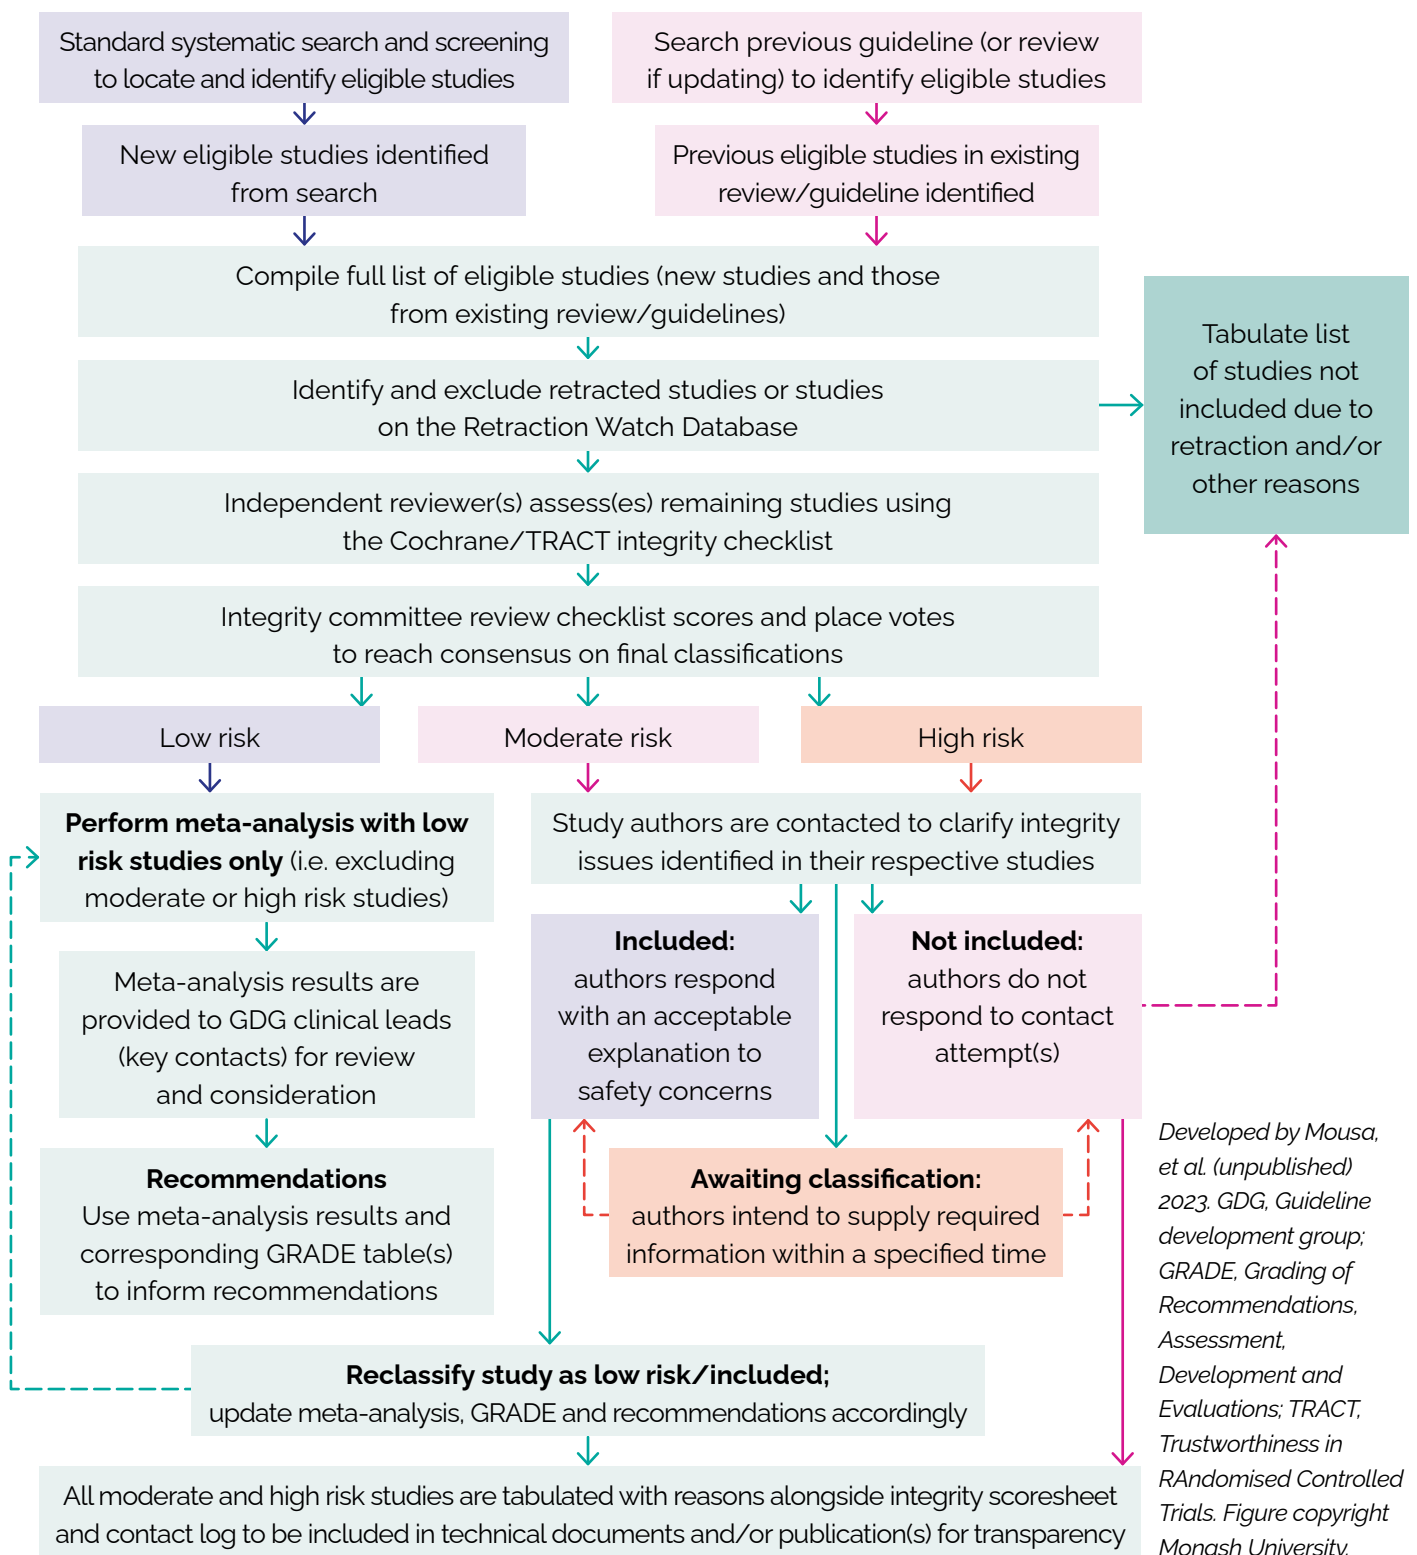 Standard systematic search and screening
to locate and identify eligible studies
Search previous guideline (or review
if updating) to identify eligible studies
New eligible studies identified
from search
Previous eligible studies in existing
review/guideline identified
Compile full list of eligible studies (new studies and those
from existing review/guidelines)
Identify and exclude retracted studies or studies
on the Retraction Watch Database
Tabulate list
of studies not
included due to
retraction and/or
other reasons
Independent reviewer(s) assess(es) remaining studies using
the Cochrane/TRACT integrity checklist
Integrity committee review checklist scores and place votes
to reach consensus on final classifications
Low risk
Moderate risk
High risk
Perform meta-analysis with low
risk studies only (i.e. excluding
moderate or high risk studies)
Study authors are contacted to clarify integrity
issues identified in their respective studies
Meta-analysis results are
provided to GDG clinical leads
(key contacts) for review
and consideration
Included:
authors respond
with an acceptable
explanation to
safety concerns
Not included:
authors do not
respond to contact
attempt(s)
Recommendations
Use meta-analysis results and
corresponding GRADE table(s)
to inform recommendations
Awaiting classification:
authors intend to supply required
information within a specified time
Reclassify study as low risk/included;
update meta-analysis, GRADE and recommendations accordingly
All moderate and high risk studies are tabulated with reasons alongside integrity scoresheet
and contact log to be included in technical documents and/or publication(s) for transparency
Developed by Mousa,
et al. (unpublished)
2023. GDG, Guideline
development group;
GRADE, Grading of
Recommendations,
Assessment,
Development and
Evaluations; TRACT,
Trustworthiness in
RAndomised Controlled
Trials. Figure copyright
Monash University.